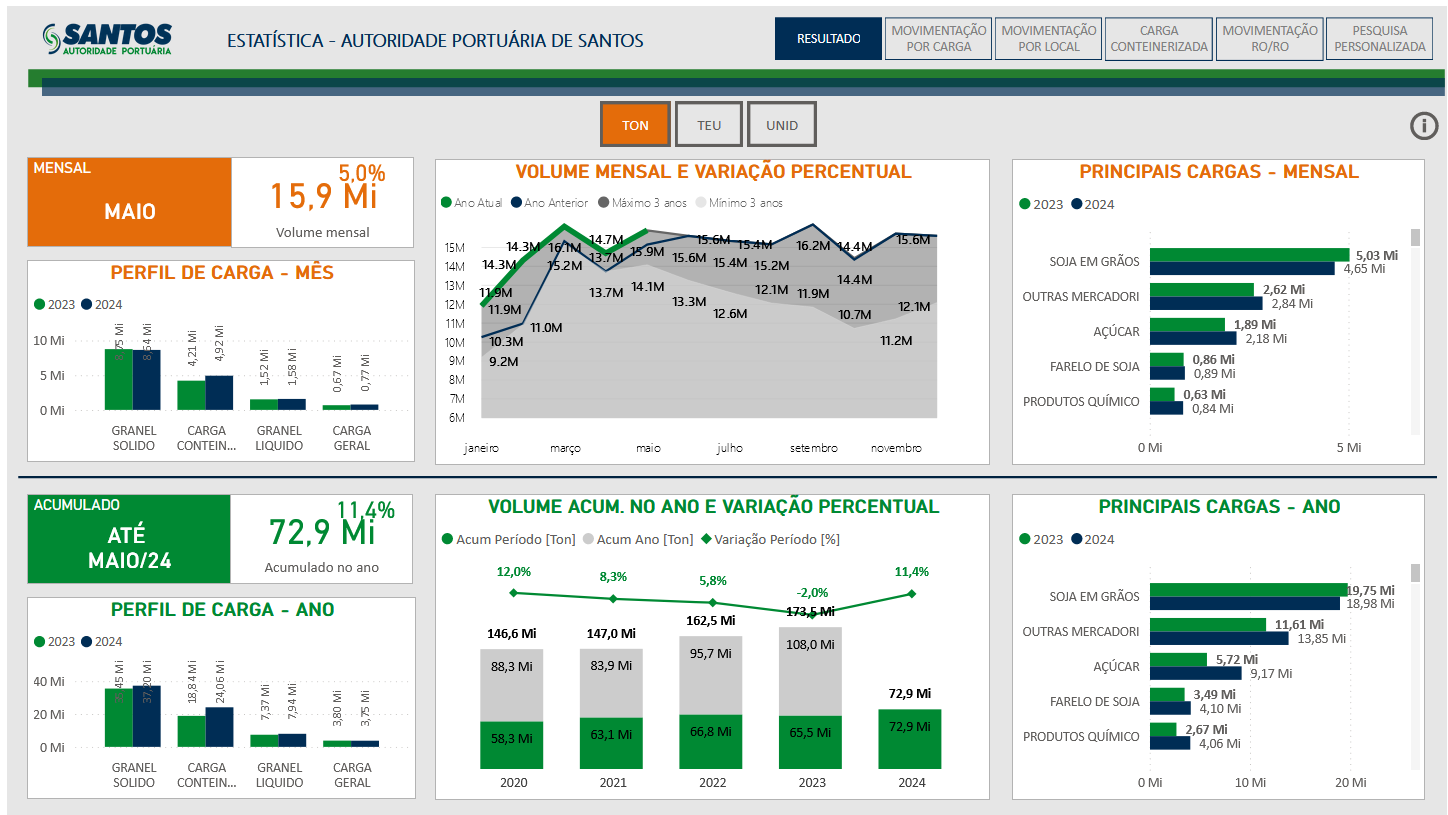 SANTOS
AUTORIDADE PORTUÁRIA
ESTATÍSTICA - AUTORIDADE PORTUÁRIA DE SANTOS
RESULTADO
MOVIMENTAÇÃO
POR CARGA
MOVIMENTAÇÃO
POR LOCAL
CARGA
CONTEINERIZADA
MOVIMENTAÇÃO
RO/RO
PESQUISA
PERSONALIZADA
TON
TEU
UNID
MENSAL
MAIO
5,0%
15,9 Mi
Volume mensal
PERFIL DE CARGA - MÊS
2023 2024
10 Mi
5 Mi
0 Mi
8,64 Mi
4,21 Mi
4,92 Mi
1,52 Mi
1,58 Mi
0,67 Mi
0,77 Mi
GRANEL
SOLIDO
CARGA
CONTEIN...
GRANEL
LIQUIDO
CARGA
GERAL
VOLUME MENSAL E VARIAÇÃO PERCENTUAL
Ano Atual Ano Anterior Máximo 3 anos Mínimo 3 anos
15M
14M
13M
12M
11M
10M
9M
8M
7M
6M
11.9M
14.3M
16.1M
14.7M
15.9M
15.6M
15.4M
16.2M
14.4M
15.6M
14.3M
15.2M
13.7M
15.6M
15.4M
15.2M
14.4M
11.9M
11.0M
13.7M
14.1M
13.3M
12.6M
12.1M
11.9M
10.7M
12.1M
11.2M
10.3M
9.2M
janeiro março maio julho setembro novembro
PRINCIPAIS CARGAS - MENSAL
2023 2024
SOJA EM GRÃOS
5,03 Mi
4,65 Mi
OUTRAS MERCADORI
2,62 Mi
2,84 Mi
AÇÚCAR
1,89 Mi
2,18 Mi
FARELO DE SOJA
0,86 Mi
0,89 Mi
PRODUTOS QUÍMICO
0,63 Mi
0,84 Mi
0 Mi 5 Mi
ACUMULADO
ATÉ
MAIO/24
11,4%
72,9 Mi
Acumulado no ano
PERFIL DE CARGA - ANO
2023 2024
40 Mi
20 Mi
0 Mi
37,20 Mi
18,84 Mi
24,06 Mi
7,37 Mi
7,94 Mi
3,80 Mi
3,75 Mi
GRANEL
SOLIDO
CARGA
CONTEIN...
GRANEL
LIQUIDO
CARGA
GERAL
VOLUME ACUM. NO ANO E VARIAÇÃO PERCENTUAL
Acum Período [Ton] Acum Ano [Ton] Variação Período [%]
12,0%
8,3%
5,8%
-2,0%
11,4%
146,6 Mi
147,0 Mi
162,5 Mi
173,5 Mi
72,9 Mi
88,3 Mi
83,9 Mi
95,7 Mi
108,0 Mi
58,3 Mi
63,1 Mi
66,8 Mi
65,5 Mi
72,9 Mi
2020 2021 2022 2023 2024
PRINCIPAIS CARGAS - ANO
2023 2024
SOJA EM GRÃOS
19,75 Mi
18,98 Mi
OUTRAS MERCADORI
11,61 Mi
13,85 Mi
AÇÚCAR
5,72 Mi
9,17 Mi
FARELO DE SOJA
3,49 Mi
4,10 Mi
PRODUTOS QUÍMICO
2,67 Mi
4,06 Mi
0 Mi 10 Mi 20 Mi